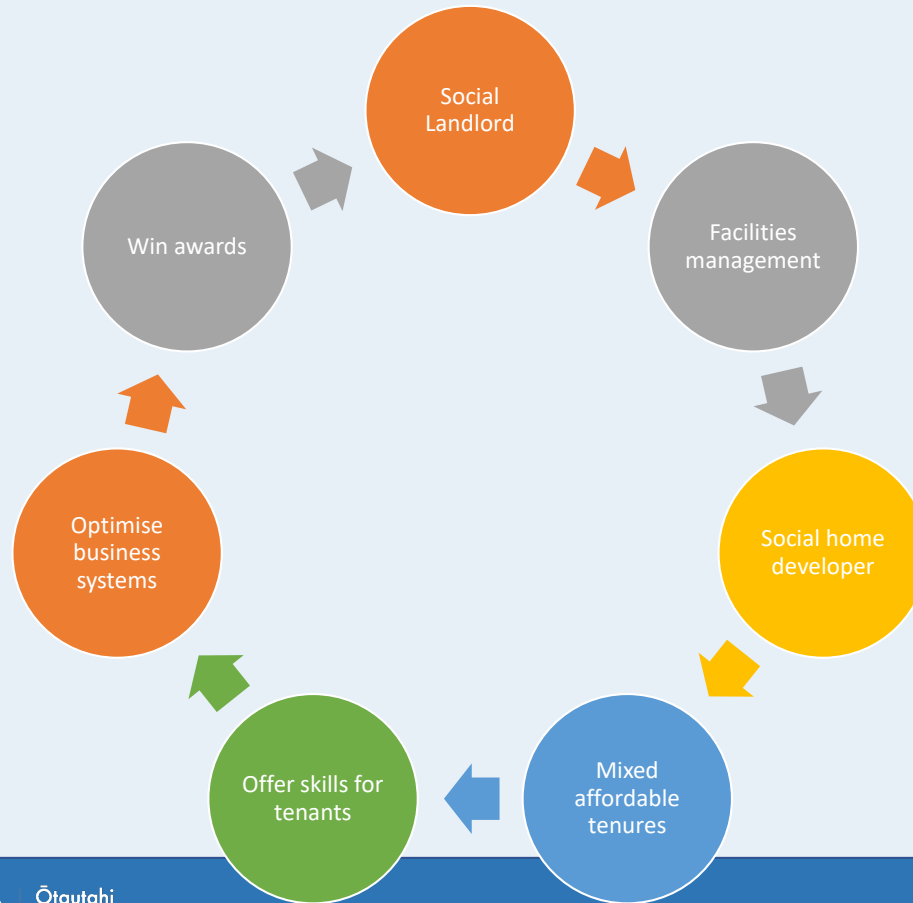 Social
Landlord
Facilities
management
Social home
developer
Mixed
affordable
tenures
Offer skills for
tenants
Optimise
business
systems
Win awards
Ōtautahi